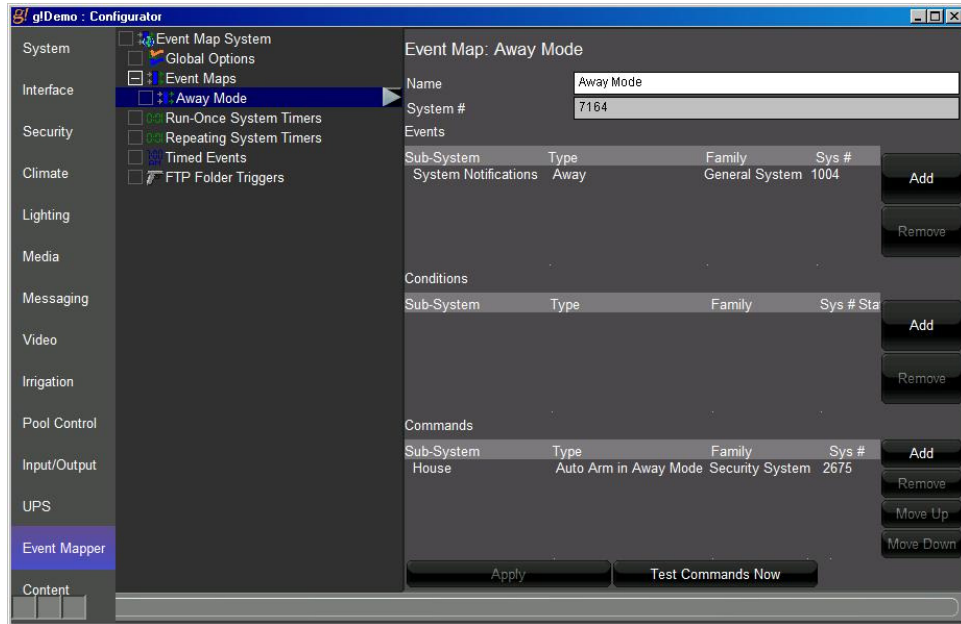 g! g!Demo : Configurator
System
Interface
Security
Climate
Lighting
Media
Messaging
Video
Irrigation
Pool Control
Input/Output
UPS
Event Mapper
Content
Event Map System
Global Options
Event Maps
Away Mode
Run-Once System Timers
Repeating System Timers
Timed Events
FTP Folder Triggers
Event Map: Away Mode
Name Away Mode
System # 7164
Events
Sub-System Type Family Sys #
System Notifications Away General System 1004
Add
Remove
Conditions
Sub-System Type Family Sys # Sta
Add
Remove
Commands
Sub-System Type Family Sys #
House Auto Arm in Away Mode Security System 2675
Add
Remove
Move Up
Move Down
Apply Test Commands Now